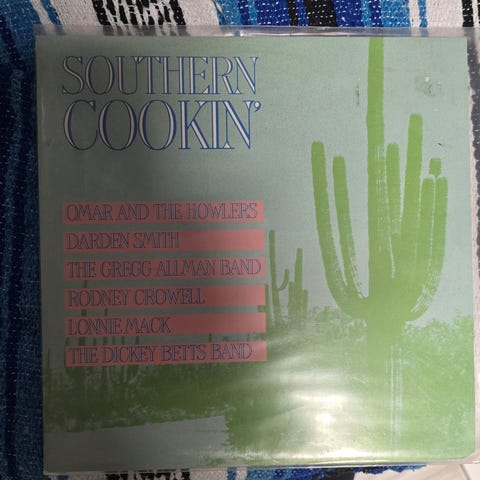 SOUTHERN
COOKIN'
OMAR AND THE HOWLERS
DARDEN SMITH
THE GREGG ALLMAN BAND
RODNEY CROWELL
LONNIE MACK
THE DICKEY BETTS BAND